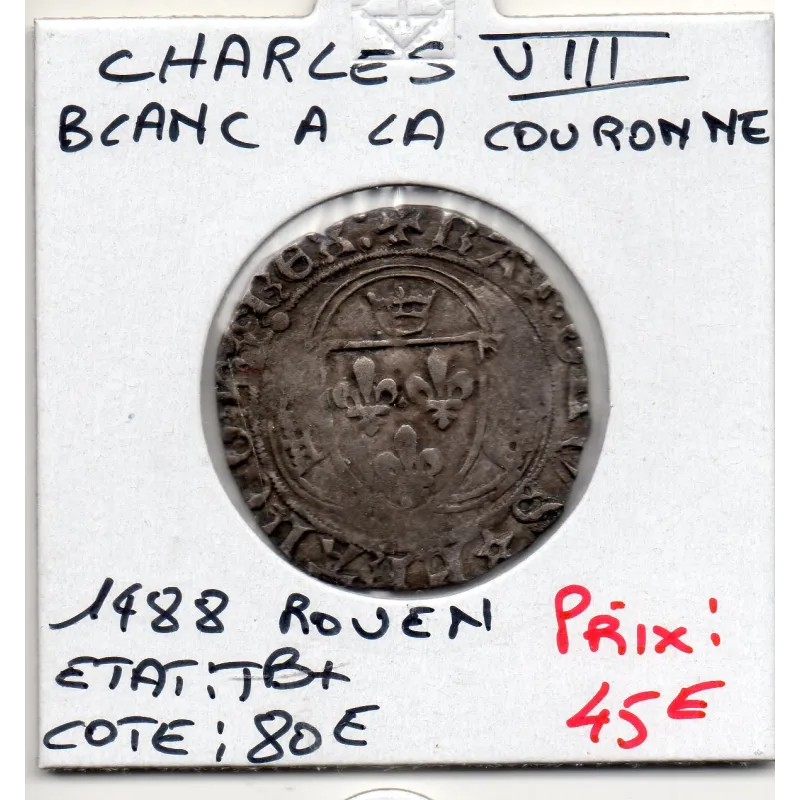 CHARLES VIII
BLANC A LA COURONNE
1488 ROUEN
ETAT: TB+
COTE: 80E
PRIX:
45E